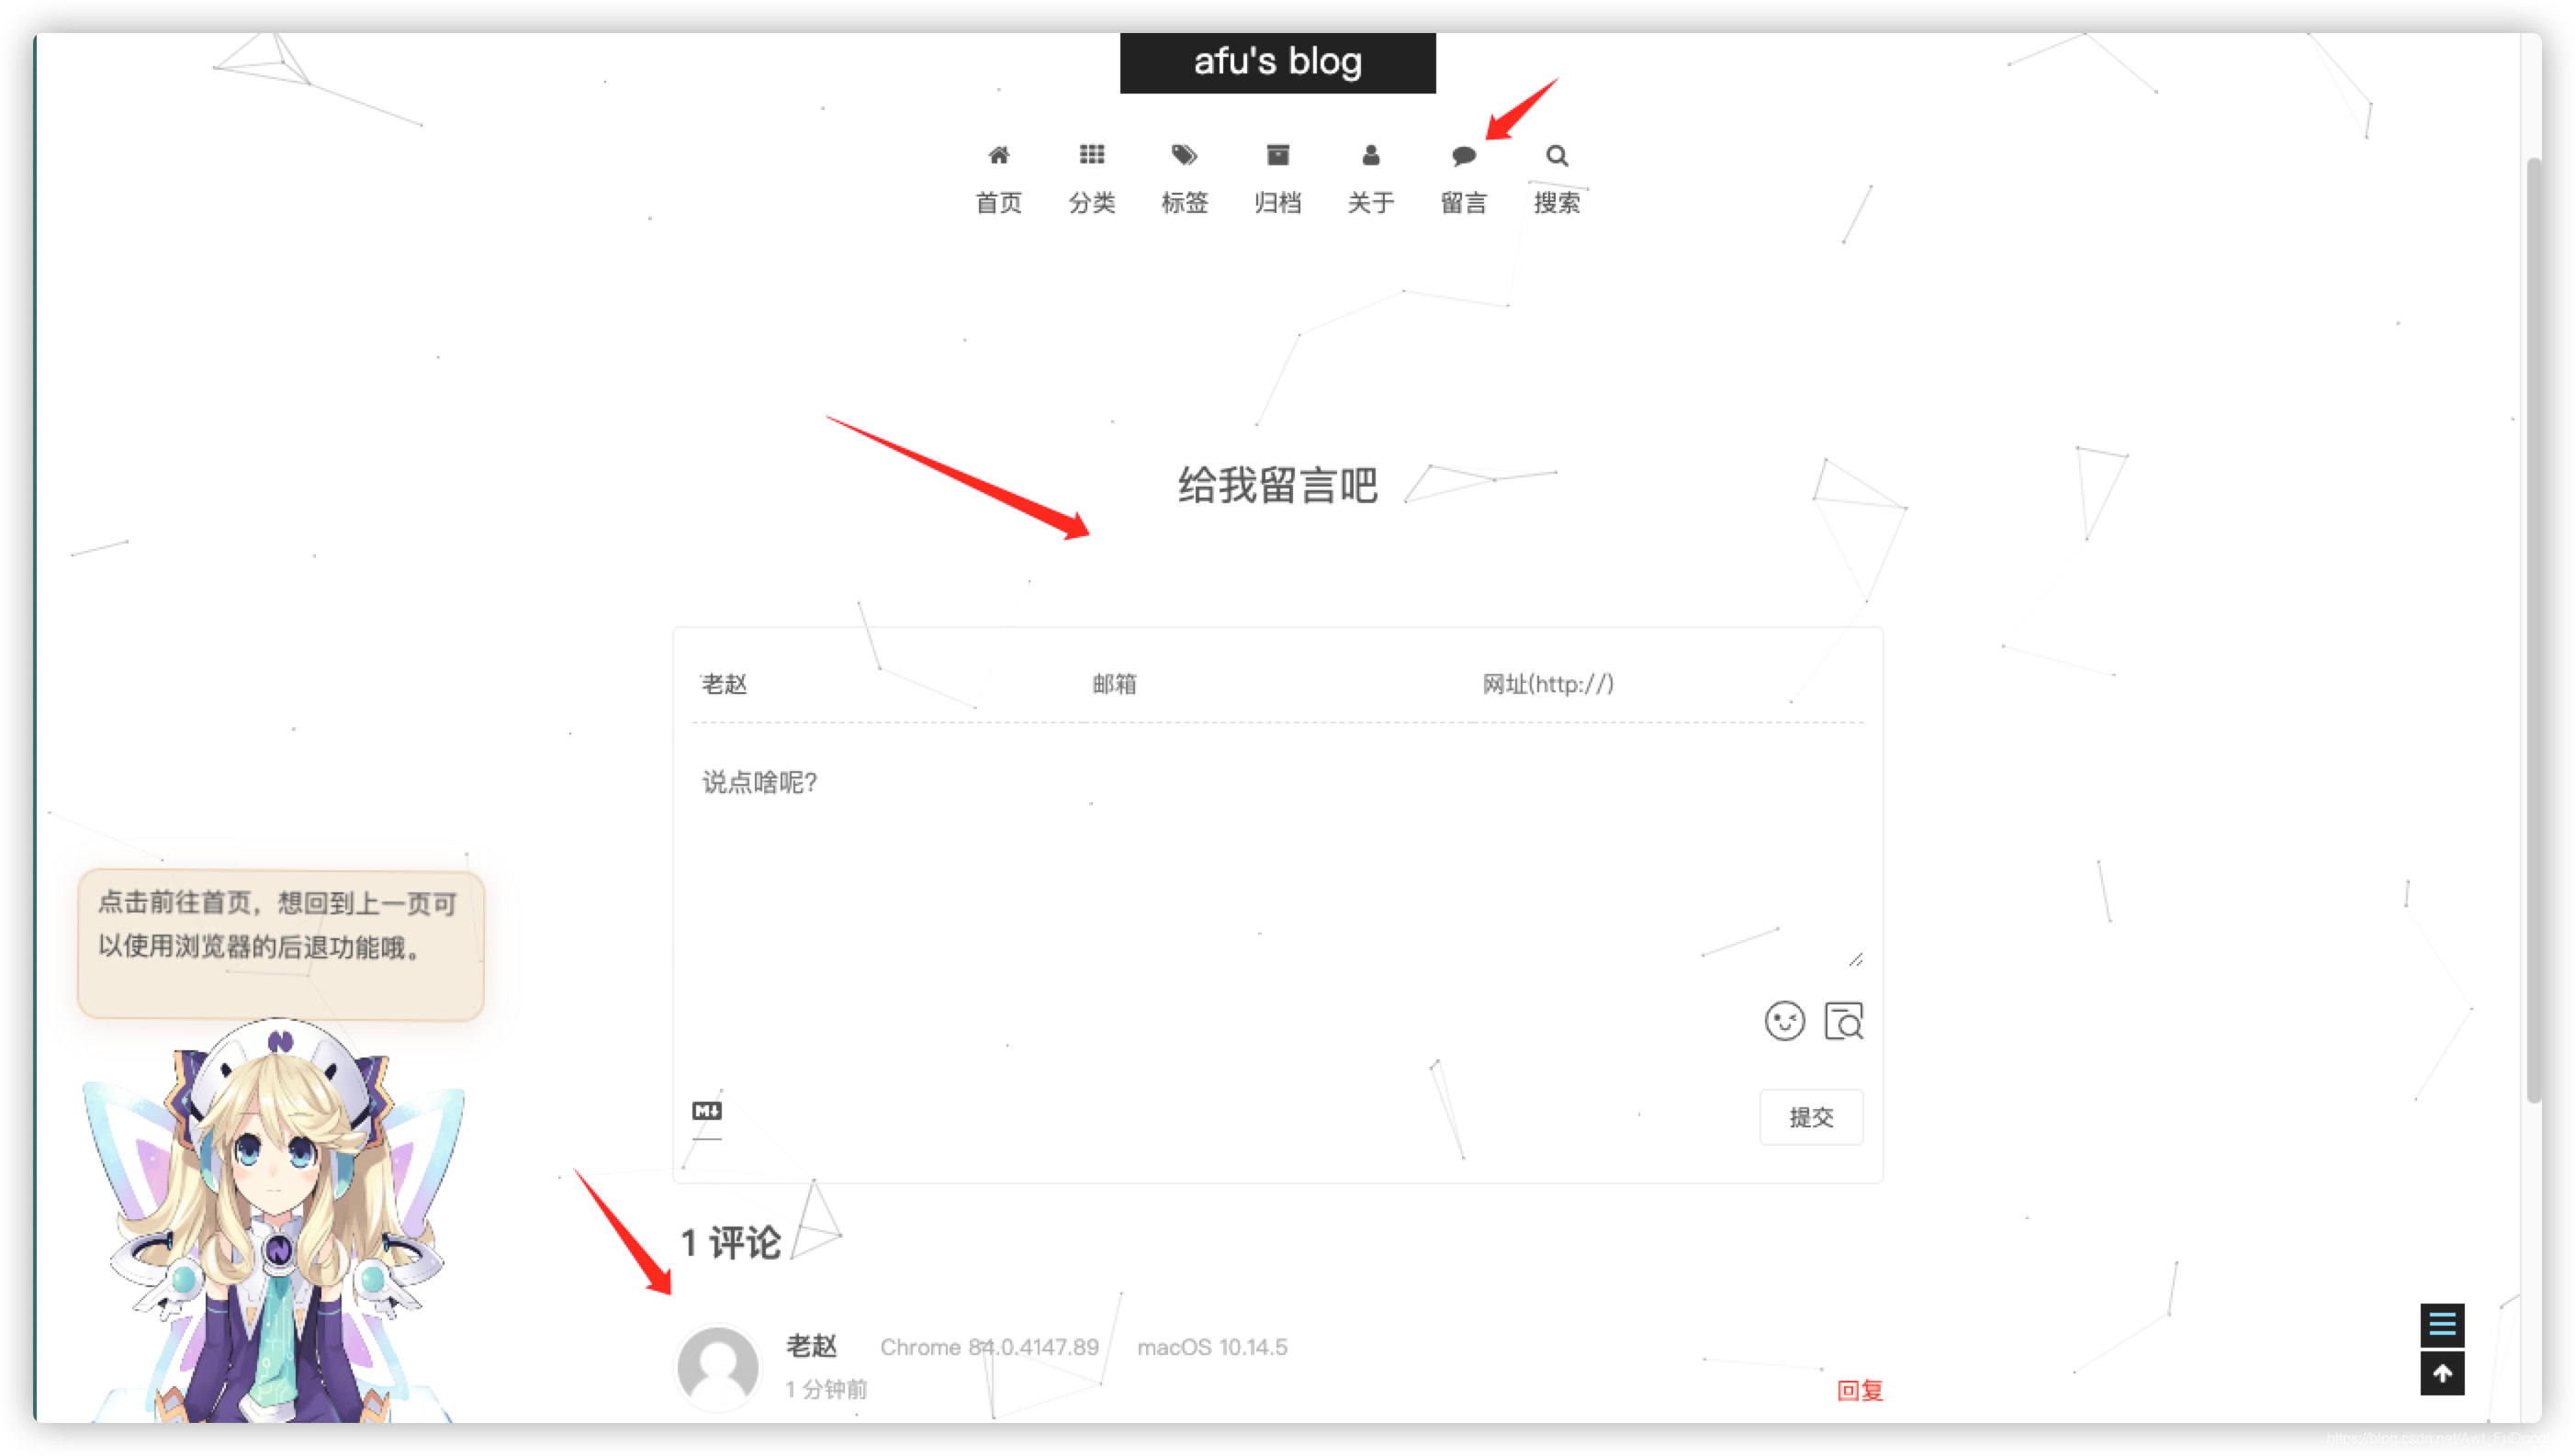 afu's blog
首页 分类 标签 归档 关于 留言 搜索
给我留言吧
老赵 邮箱 网址(http://)
说点啥呢?
点击前往首页，想回到上一页可
以使用浏览器的后退功能哦。
N
M↓
提交
1 评论
N
老赵 Chrome 84.0.4147.89 macOS 10.14.5
1 分钟前
回复